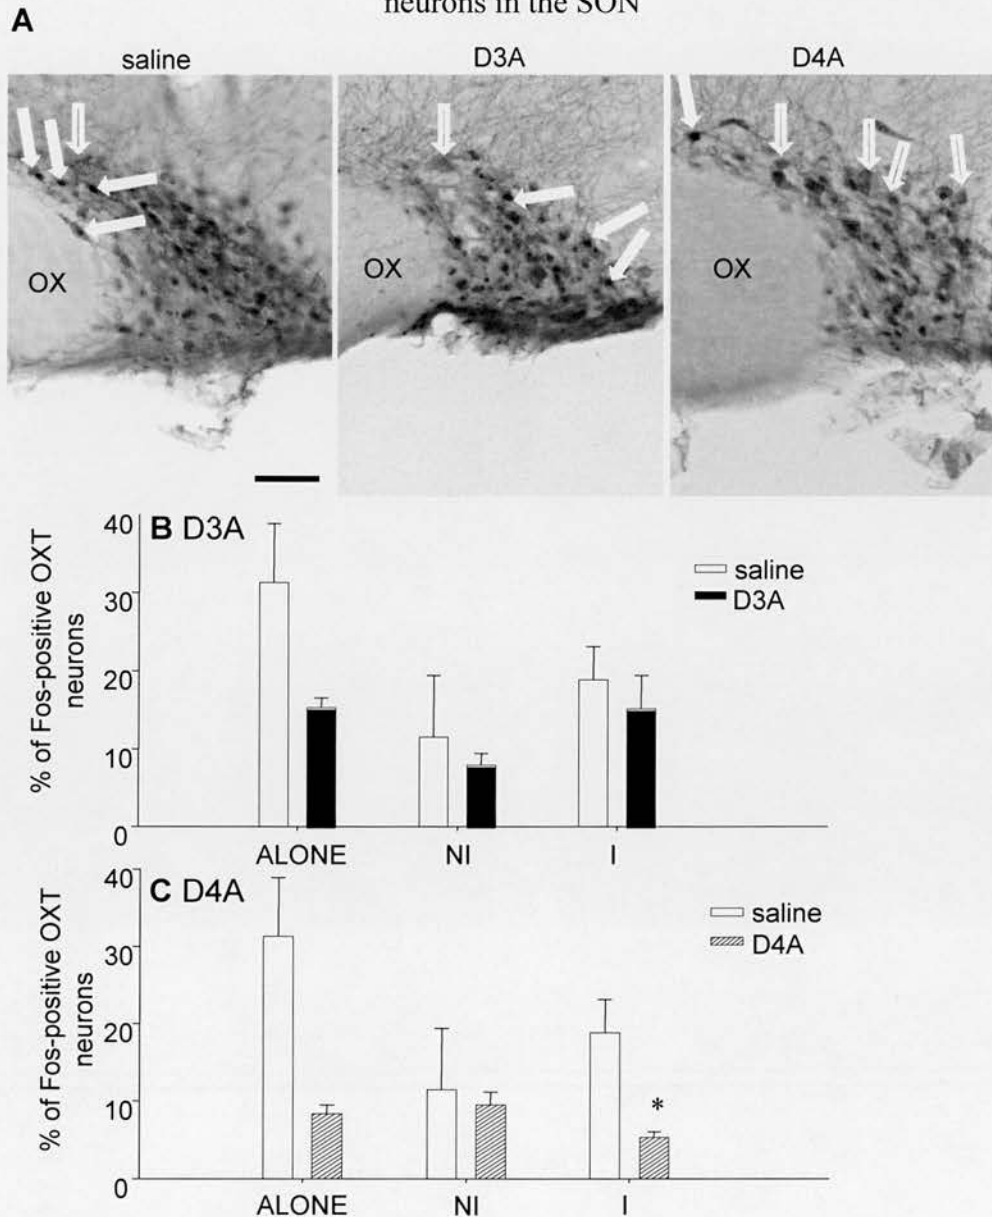 neurons in the SON
A
saline
D3A
D4A
OX
OX
OX
B D3A
% of Fos-positive OXT
neurons
40
30
20
10
0
saline
D3A
ALONE
NI
I
C D4A
% of Fos-positive OXT
neurons
40
30
20
10
0
saline
D4A
*
ALONE
NI
I